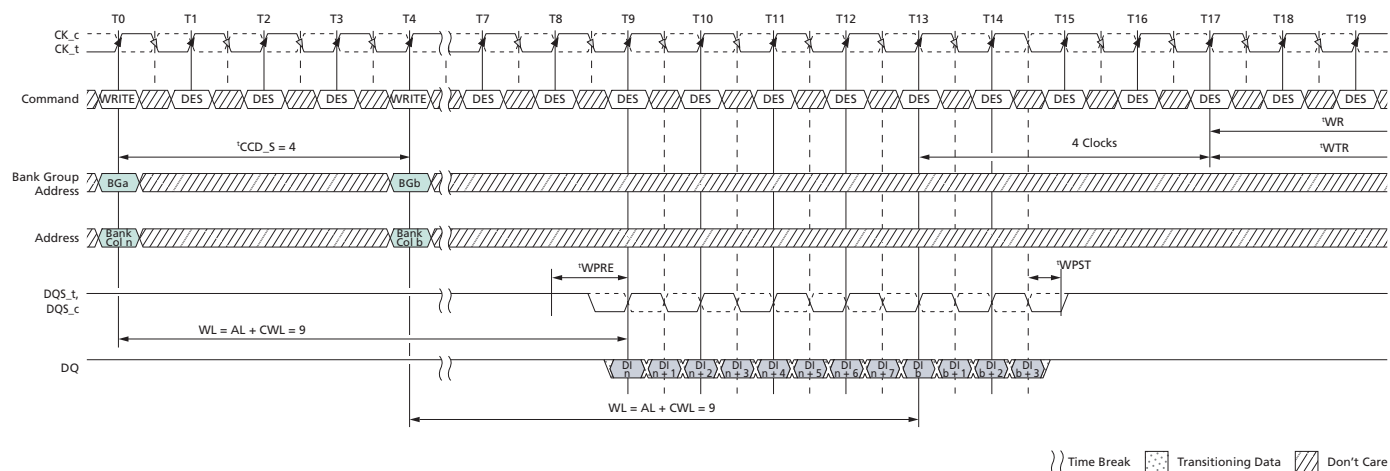 T0 T1 T2 T3 T4 T7 T8 T9 T10 T11 T12 T13 T14 T15 T16 T17 T18 T19
CK_c
CK_t
Command WRITE DES DES DES WRITE DES DES DES DES DES DES DES DES DES DES DES DES DES
tWR
tCCD_S = 4 4 Clocks tWTR
Bank Group
Address BGa BGb
Address Bank Col n Bank Col b
tWPRE tWPST
DQS_t,
DQS_c
WL = AL + CWL = 9
DQ DI n DI n + 1 DI n + 2 DI n + 3 DI n + 4 DI n + 5 DI n + 6 DI n + 7 DI b DI b + 1 DI b + 2 DI b + 3
WL = AL + CWL = 9
Time Break Transitioning Data Don't Care